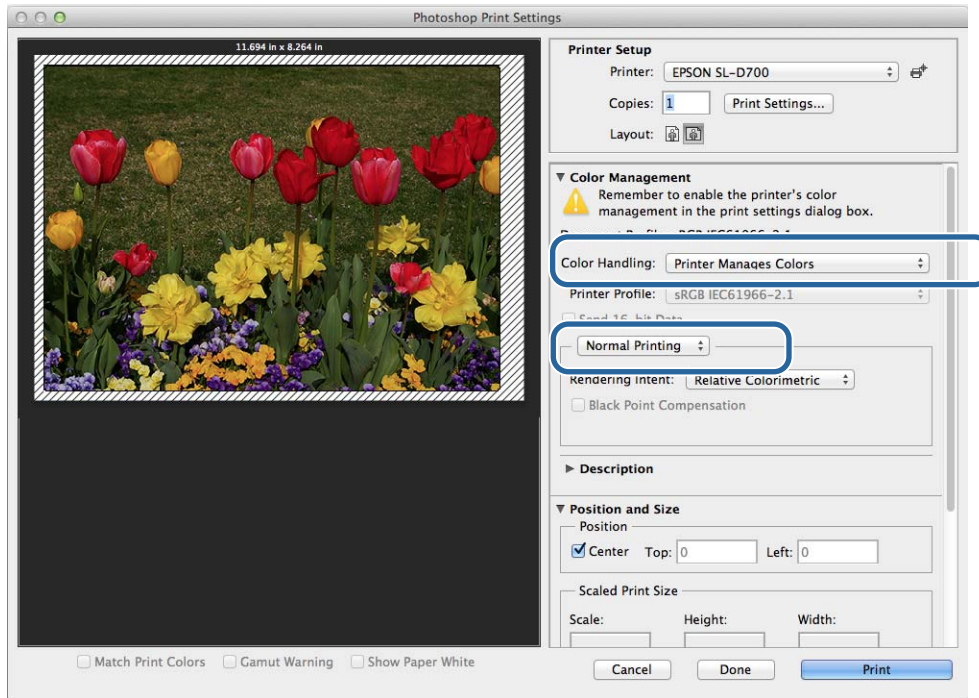 Photoshop Print Settings
11.694 in x 8.264 in
Printer Setup
Printer: EPSON SL-D700
Copies: 1 Print Settings...
Layout:
Color Management
Remember to enable the printer's color
management in the print settings dialog box.
Color Handling: Printer Manages Colors
Printer Profile: sRGB IEC61966-2.1
Send 16-bit Data
Normal Printing
Rendering Intent: Relative Colorimetric
Black Point Compensation
Description
Position and Size
Position
Center Top: 0 Left: 0
Scaled Print Size
Scale: Height: Width:
Match Print Colors Gamut Warning Show Paper White
Cancel Done Print